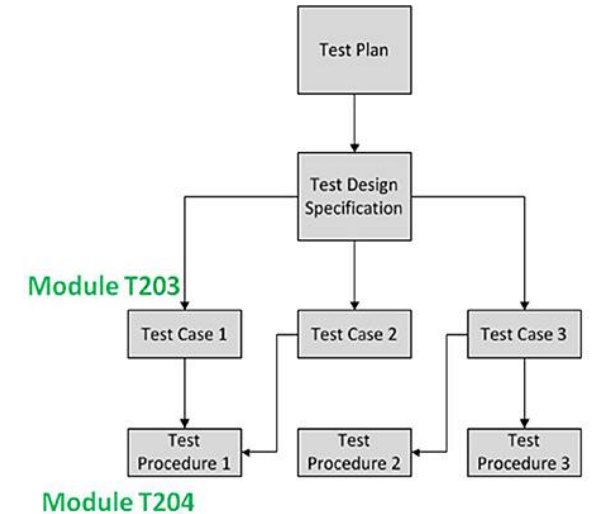 Test Plan
Test Design
Specification
Module T203
Test Case 1
Test Case 2
Test Case 3
Test
Procedure 1
Test
Procedure 2
Test
Procedure 3
Module T204